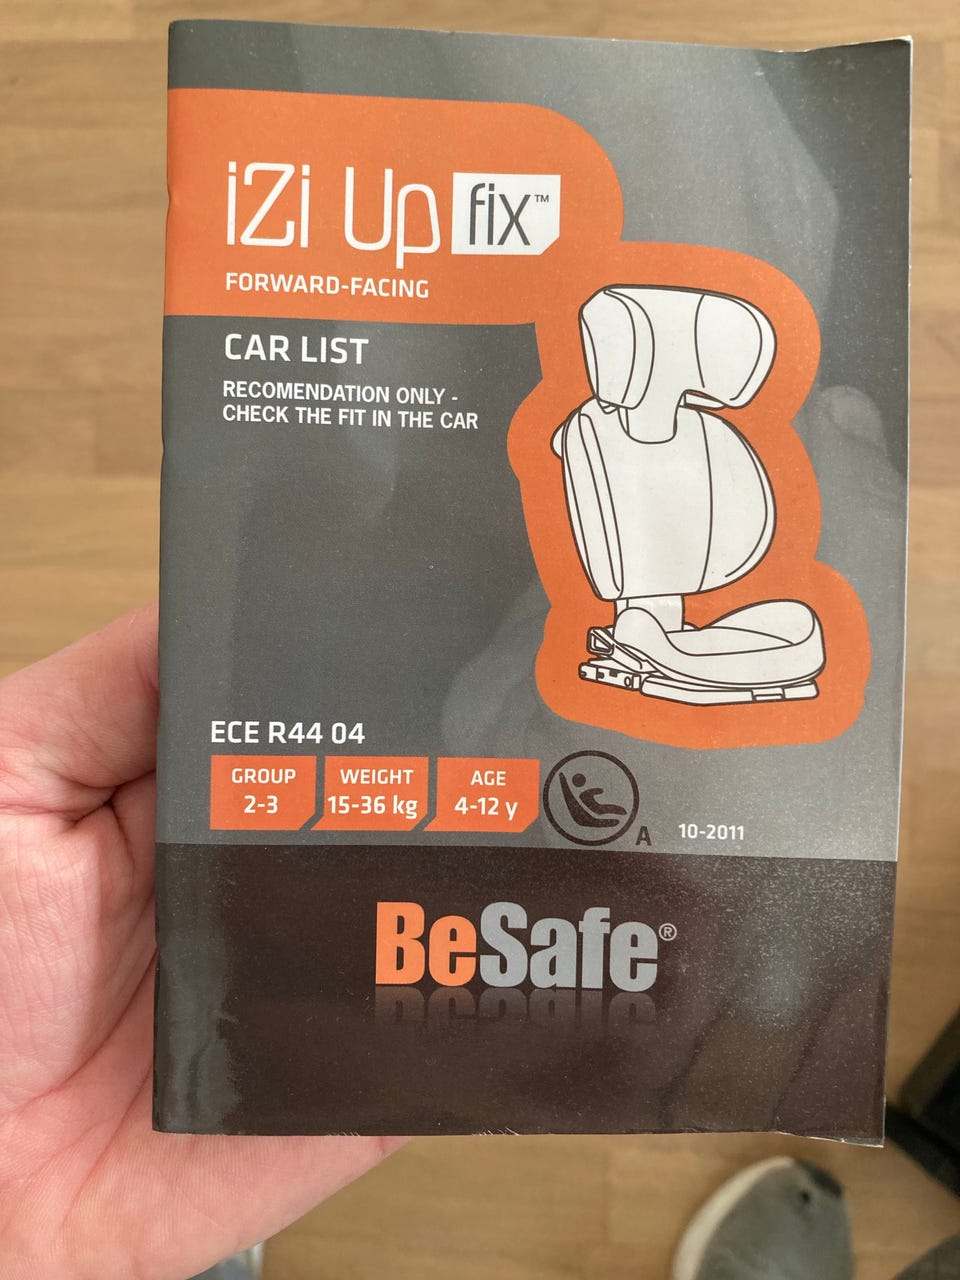 iZi Up fix™
FORWARD-FACING
CAR LIST
RECOMENDATION ONLY -
CHECK THE FIT IN THE CAR
ECE R44 04
GROUP
2-3
WEIGHT
15-36 kg
AGE
4-12 y
A
10-2011
BeSafe®